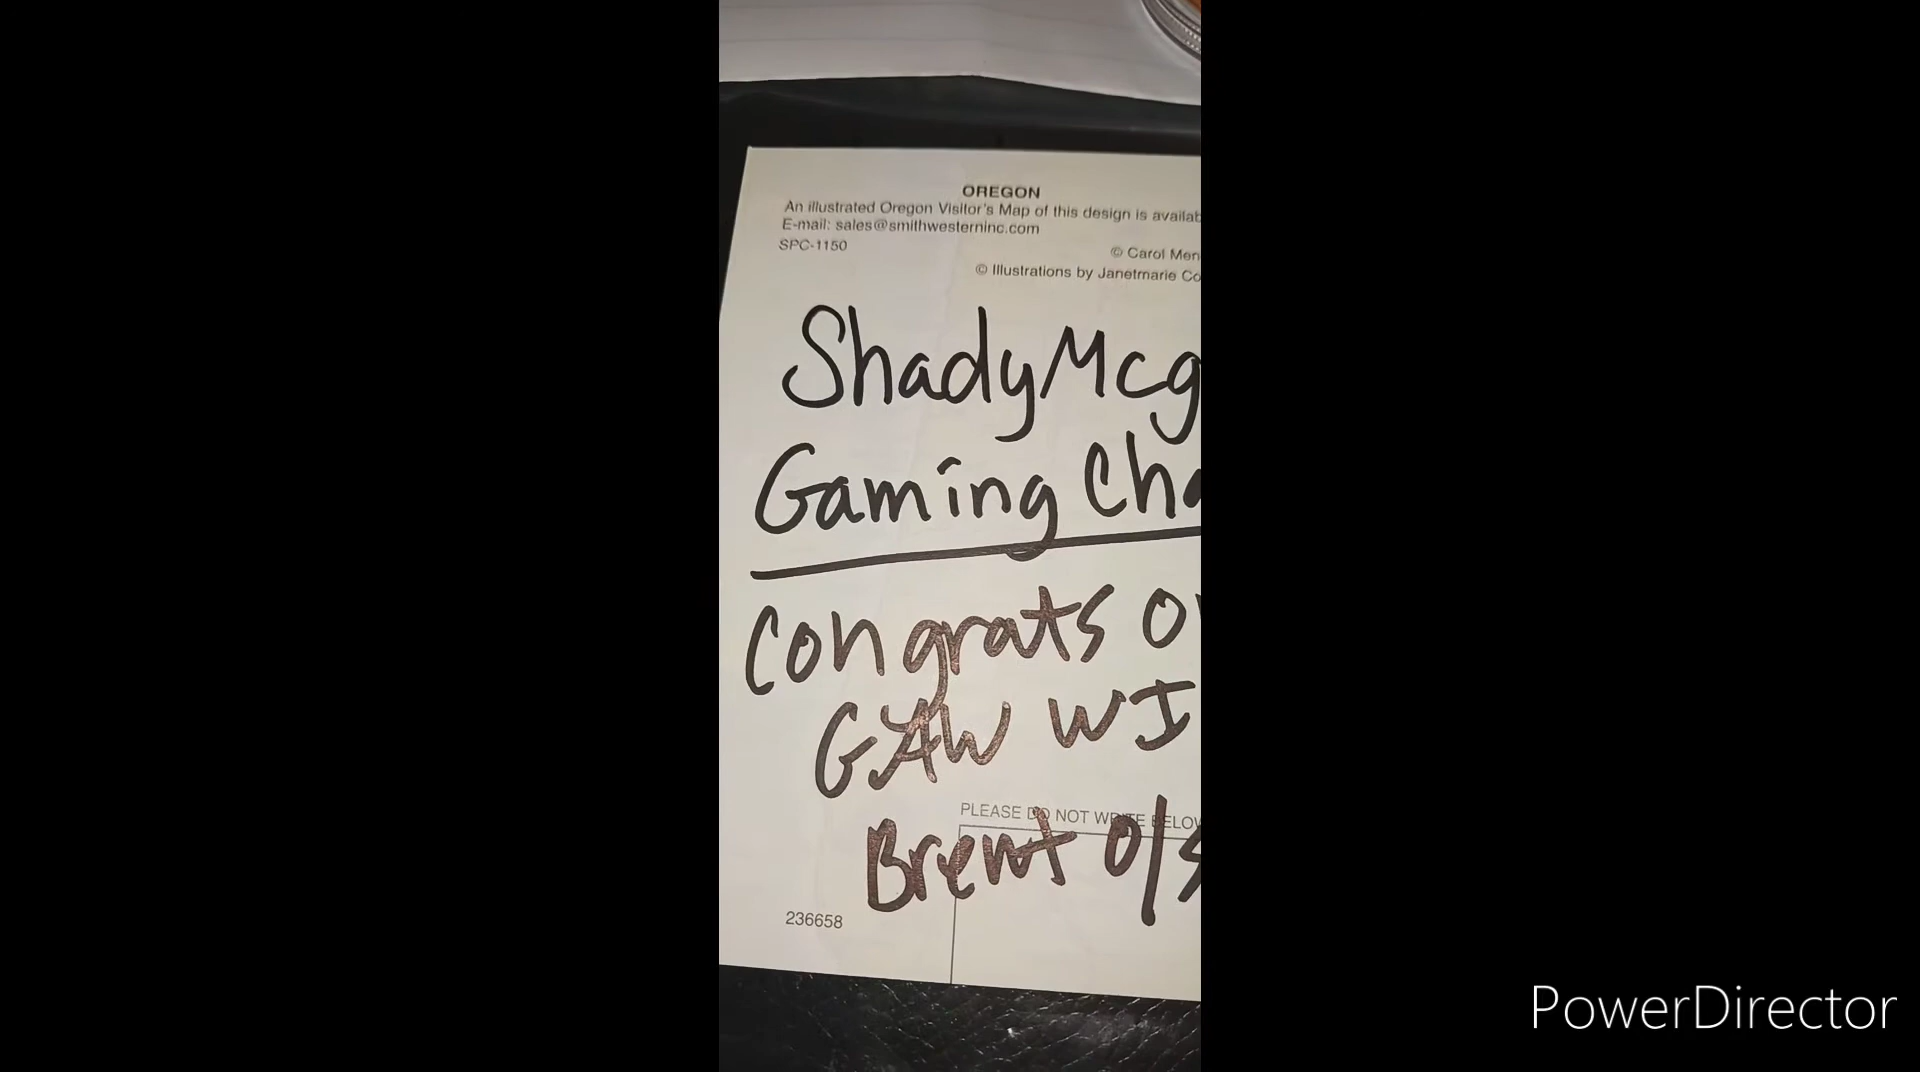 OREGON
An illustrated Oregon Visitor's Map of this design is availab
E-mail: sales@smithwesterninc.com
SPC-1150
© Carol Men
© Illustrations by Janetmarie Co
ShadyMcg
Gaming Cha
Congrats on
GAW WI
PLEASE DO NOT WRITE BELOW
Brent O/S
236658
PowerDirector